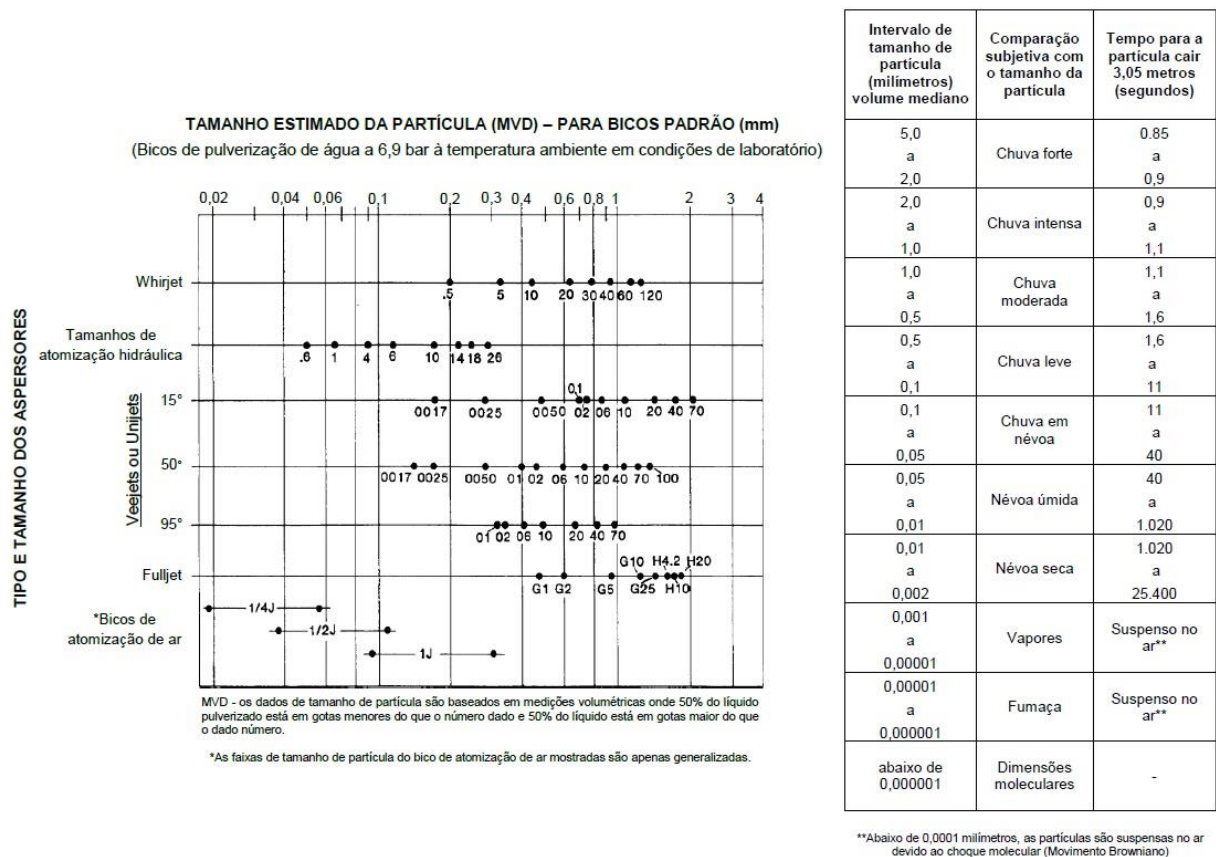 TAMANHO ESTIMADO DA PARTÍCULA (MVD) – PARA BICOS PADRÃO (mm)
(Bicos de pulverização de água a 6,9 bar à temperatura ambiente em condições de laboratório)
TIPO E TAMANHO DOS ASPERSORES
0,02 0,04 0,06 0,1 0,2 0,3 0,4 0,6 0,8 1 2 3 4
Whirjet
.5 5 10 20 30 40 60 120
Tamanhos de
atomização hidráulica
.6 1 4 6 10 14 18 26
Veejets ou Unijets
15°
0.1
0017 0025 0050 02 06 10 20 40 70
50°
0017 0025 0050 01 02 06 10 20 40 70 100
95°
01 02 06 10 20 40 70
Fulljet
G10 H4.2 H20
G1 G2 G5 G25 H10
*Bicos de
atomização de ar
1/4J
1/2J
1J
MVD - os dados de tamanho de partícula são baseados em medições volumétricas onde 50% do líquido
pulverizado está em gotas menores do que o número dado e 50% do líquido está em gotas maior do que
o dado número.
*As faixas de tamanho de partícula do bico de atomização de ar mostradas são apenas generalizadas.
Intervalo de
tamanho de
partícula
(milímetros)
volume mediano
Comparação
subjetiva com
o tamanho da
partícula
Tempo para a
partícula cair
3,05 metros
(segundos)
5,0
a
2,0
Chuva forte
0.85
a
0,9
2,0
a
1,0
Chuva intensa
0,9
a
1,1
1,0
a
0,5
Chuva
moderada
1,1
a
1,6
0,5
a
0,1
Chuva leve
1,6
a
11
0,1
a
0,05
Chuva em
névoa
11
a
40
0,05
a
0,01
Névoa úmida
40
a
1.020
0,01
a
0,002
Névoa seca
1.020
a
25.400
0,001
a
0,00001
Vapores
Suspenso no
ar**
0,00001
a
0,000001
Fumaça
Suspenso no
ar**
abaixo de
0,000001
Dimensões
moleculares
-
**Abaixo de 0,0001 milímetros, as partículas são suspensas no ar
devido ao choque molecular (Movimento Browniano)